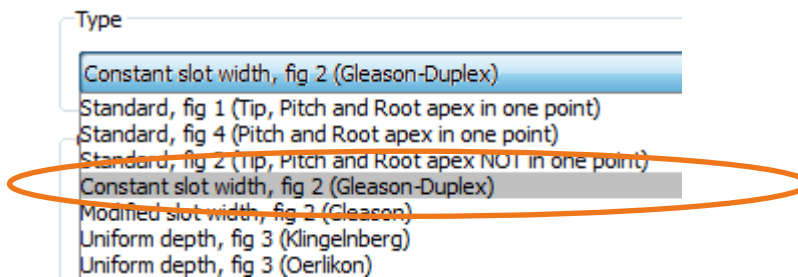 Type
Constant slot width, fig 2 (Gleason-Duplex)
Standard, fig 1 (Tip, Pitch and Root apex in one point)
Standard, fig 4 (Pitch and Root apex in one point)
Standard, fig 2 (Tip, Pitch and Root apex NOT in one point)
Constant slot width, fig 2 (Gleason-Duplex)
Modified slot width, fig 2 (Gleason)
Uniform depth, fig 3 (Klingelnberg)
Uniform depth, fig 3 (Oerlikon)